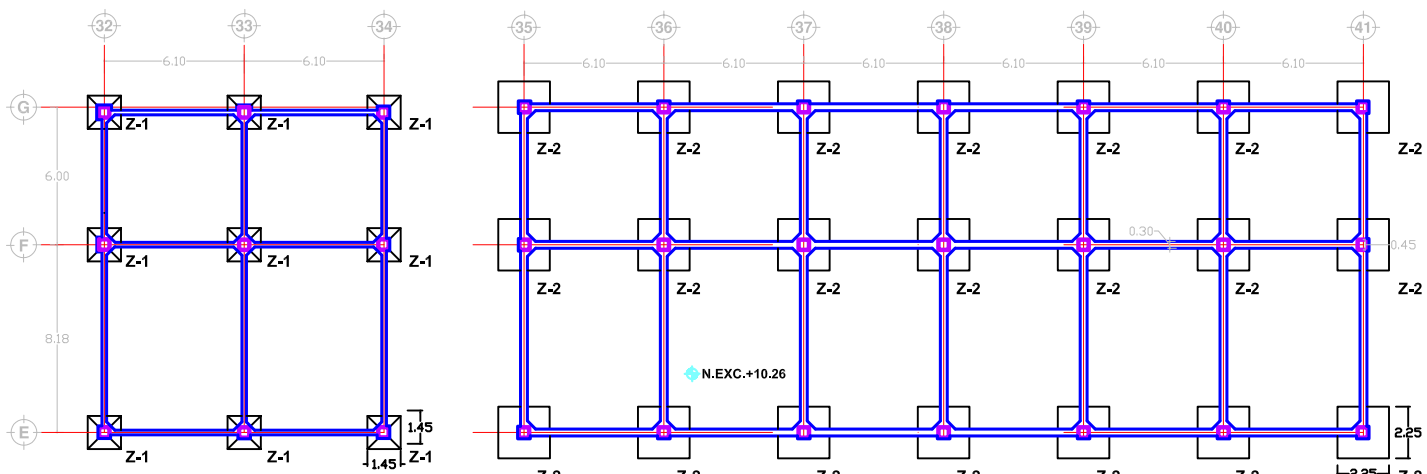 32 33 34 35 36 37 38 39 40 41
6.10 6.10 6.10 6.10 6.10 6.10 6.10 6.10
G
Z-1 Z-1 Z-1
Z-2 Z-2 Z-2 Z-2 Z-2 Z-2 Z-2
6.00
0.30
F
0.45
Z-1 Z-1 Z-1
Z-2 Z-2 Z-2 Z-2 Z-2 Z-2 Z-2
8.18
N.EXC.+10.26
1.45
E
2.25
Z-1 Z-1 1.45 Z-1